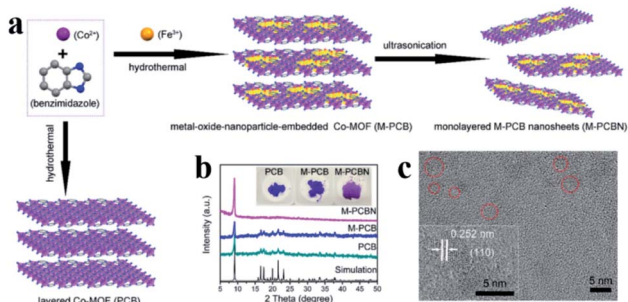 a
(Co²⁺)
+
(benzimidazole)
(Fe³⁺)
hydrothermal
ultrasonication
metal-oxide-nanoparticle-embedded Co-MOF (M-PCB)
monolayered M-PCB nanosheets (M-PCBN)
hydrothermal
layered Co-MOF (PCB)
b
PCB M-PCB M-PCBN
M-PCBN
M-PCB
PCB
Simulation
Intensity (a.u.)
5 10 15 20 25 30 35 40 45 50
2 Theta (degree)
c
0.252 nm
(110)
5 nm
5 nm